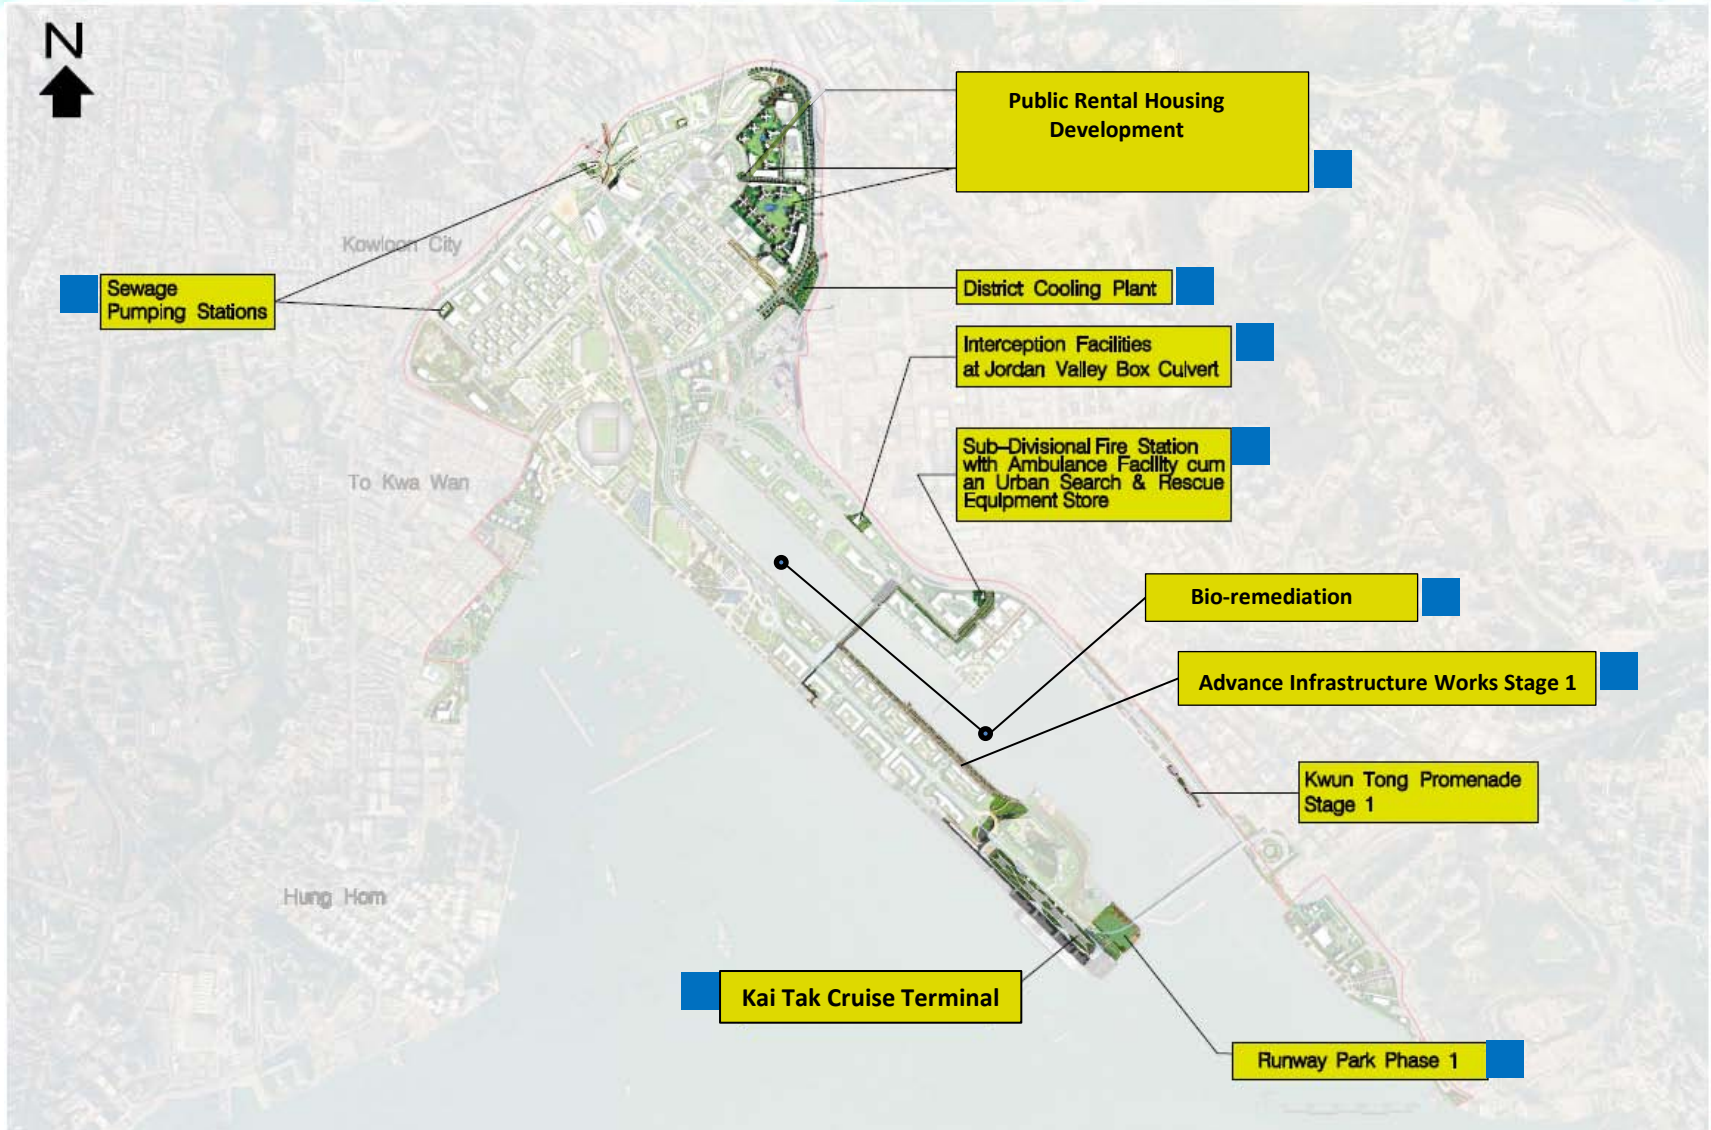 N
Public Rental Housing
Development
Kowloon City
Sewage
Pumping Stations
District Cooling Plant
Interception Facilities
at Jordan Valley Box Culvert
Sub-Divisional Fire Station
with Ambulance Facility cum
an Urban Search & Rescue
Equipment Store
To Kwa Wan
Bio-remediation
Advance Infrastructure Works Stage 1
Kwun Tong Promenade
Stage 1
Hung Hom
Kai Tak Cruise Terminal
Runway Park Phase 1